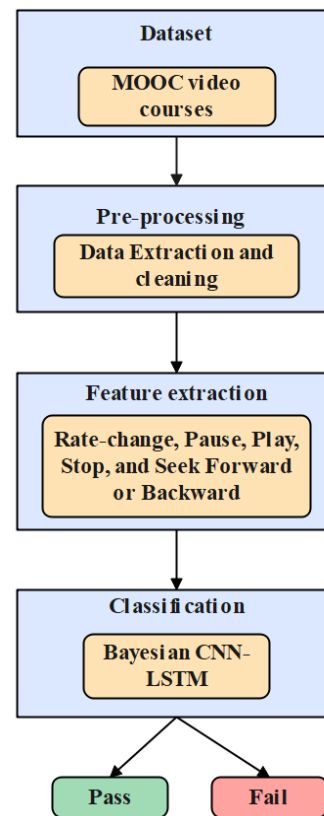 Dataset
MOOC video
courses
Pre-processing
Data Extraction and
cleaning
Feature extraction
Rate-change, Pause, Play,
Stop, and Seek Forward
or Backward
Classification
Bayesian CNN-
LSTM
Pass
Fail